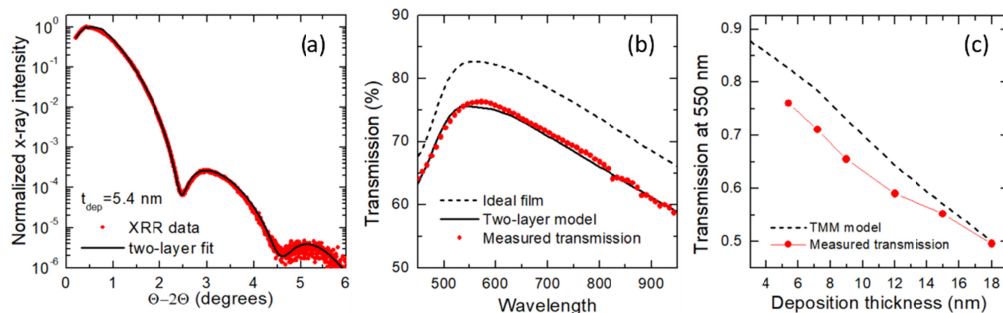 (a)
Normalized x-ray intensity
10⁰
10⁻¹
10⁻²
10⁻³
10⁻⁴
10⁻⁵
10⁻⁶
t_dep=5.4 nm
XRR data
two-layer fit
0 1 2 3 4 5 6
Θ−2Θ (degrees)
(b)
Transmission (%)
90
80
70
60
50
Ideal film
Two-layer model
Measured transmission
500 600 700 800 900
Wavelength
(c)
Transmission at 550 nm
0.9
0.8
0.7
0.6
0.5
TMM model
Measured transmission
4 6 8 10 12 14 16 18
Deposition thickness (nm)